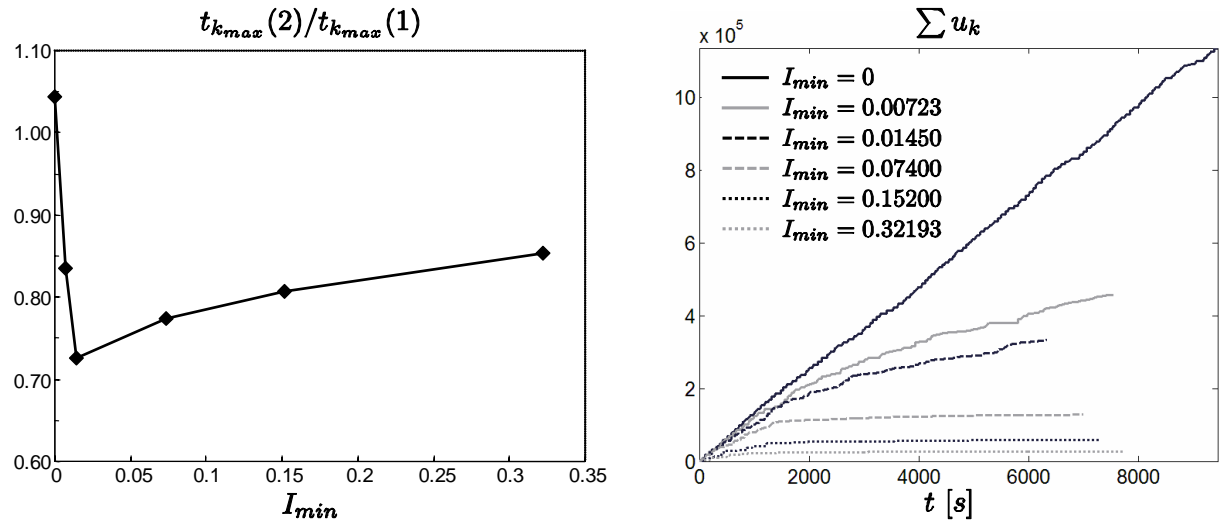 t_{k_{max}}(2)/t_{k_{max}}(1)
1.10
1.00
0.90
0.80
0.70
0.60
0 0.05 0.1 0.15 0.20 0.25 0.30 0.35
I_{min}
∑ u_k
x 10^5
10
8
6
4
2
0
I_{min} = 0
I_{min} = 0.00723
I_{min} = 0.01450
I_{min} = 0.07400
I_{min} = 0.15200
I_{min} = 0.32193
0 2000 4000 6000 8000
t [s]